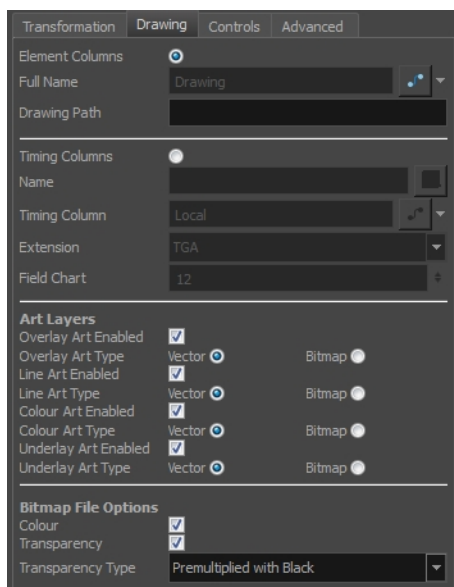 Transformation Drawing Controls Advanced
Element Columns
Full Name Drawing
Drawing Path
Timing Columns
Name
Timing Column Local
Extension TGA
Field Chart 12
Art Layers
Overlay Art Enabled
Overlay Art Type Vector Bitmap
Line Art Enabled
Line Art Type Vector Bitmap
Colour Art Enabled
Colour Art Type Vector Bitmap
Underlay Art Enabled
Underlay Art Type Vector Bitmap
Bitmap File Options
Colour
Transparency
Transparency Type Premultiplied with Black